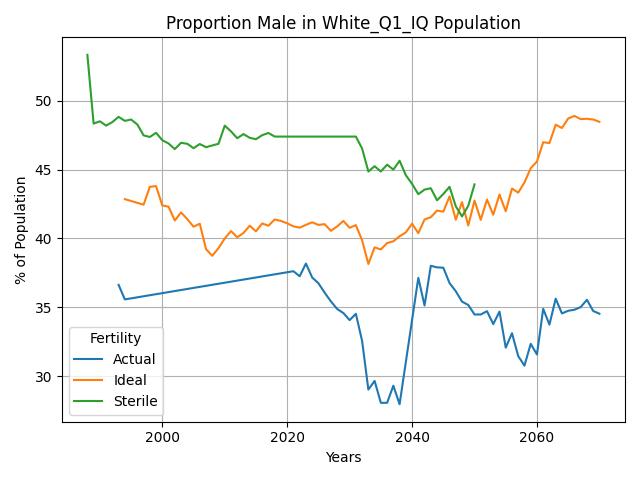 Proportion Male in White_Q1_IQ Population
% of Population
50
45
40
35
30
Fertility
Actual
Ideal
Sterile
2000
2020
2040
2060
Years